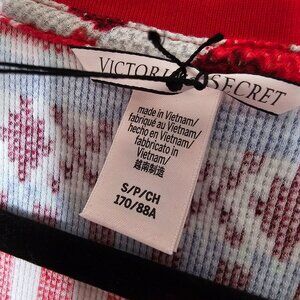 VICTORIA'S SECRET
made in Vietnam/
fabriqué au Vietnam/
hecho en Vietnam/
fabbricato in
Vietnam/
越南制造
S/P/CH
170/88A